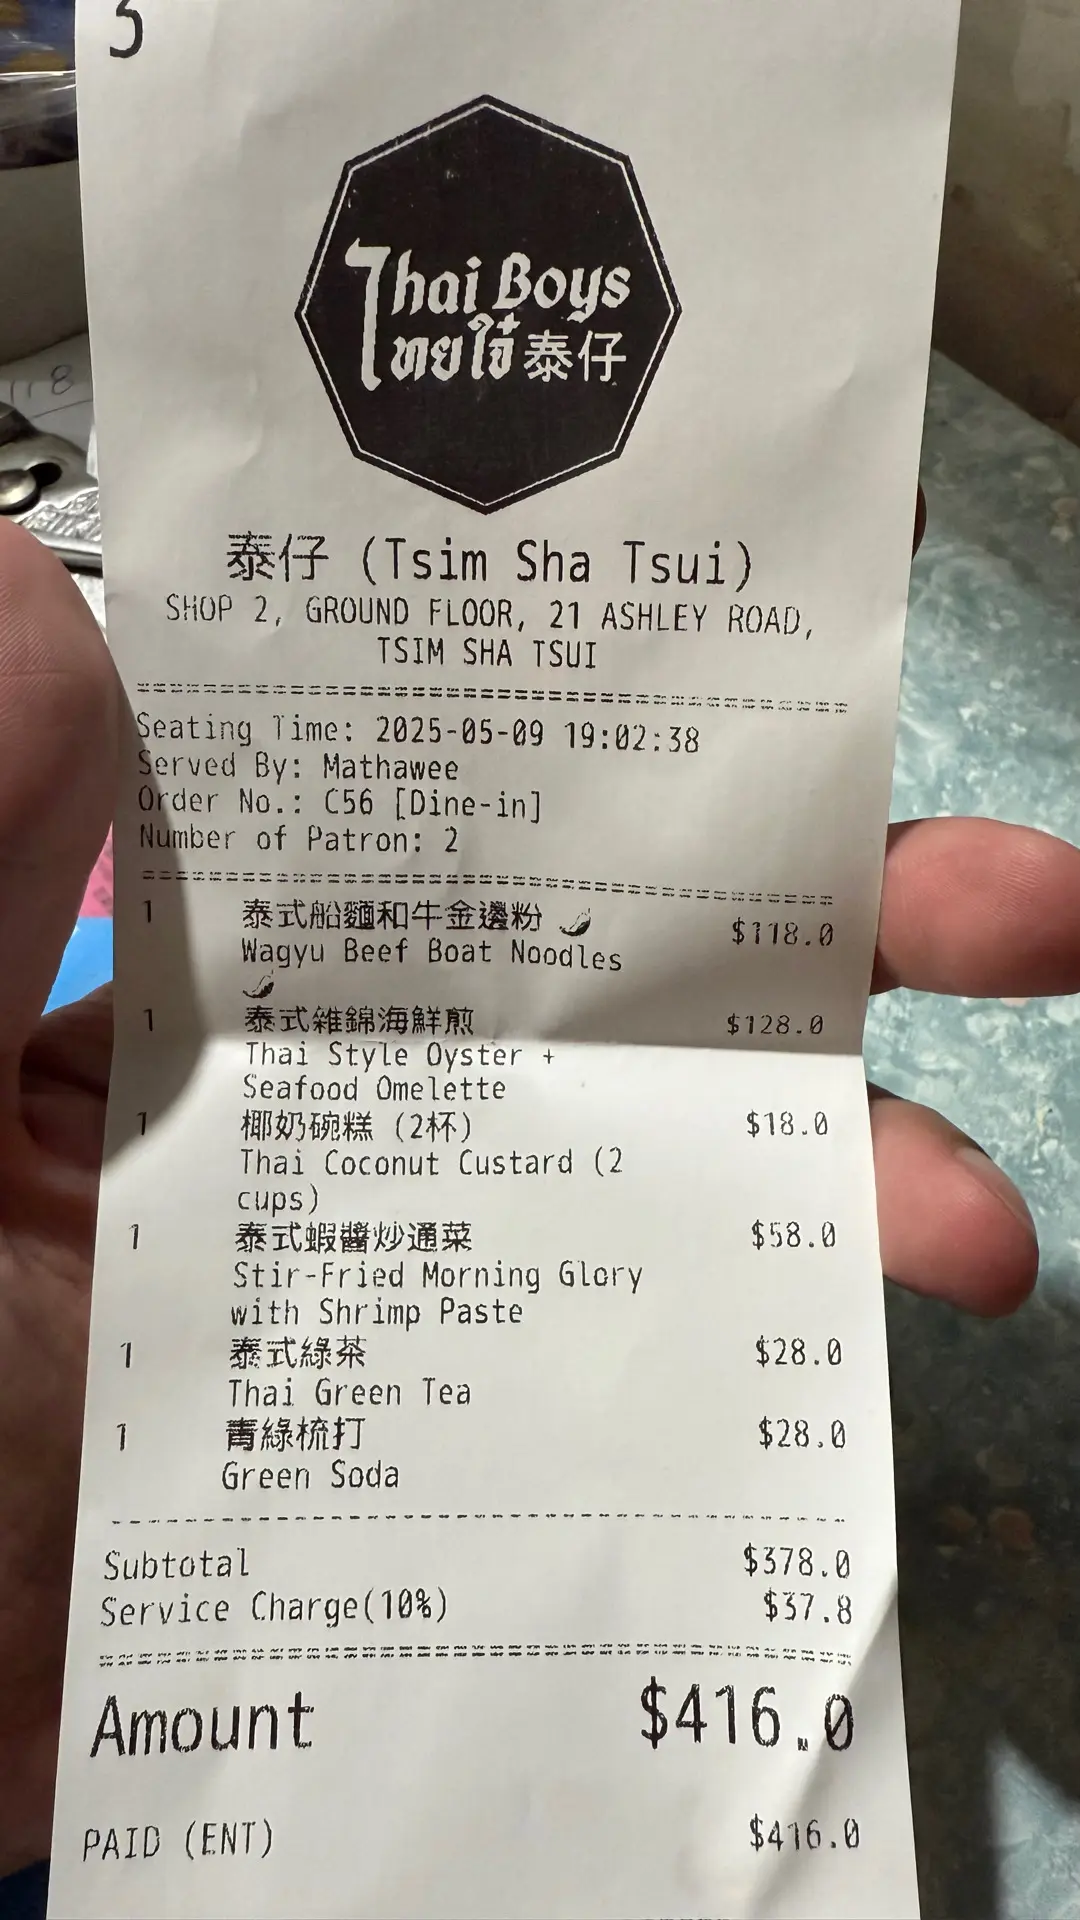 5
Thai Boys
ไทยใจ๋ 泰仔
泰仔 (Tsim Sha Tsui)
SHOP 2, GROUND FLOOR, 21 ASHLEY ROAD,
TSIM SHA TSUI
Seating Time: 2025-05-09 19:02:38
Served By: Mathawee
Order No.: C56 [Dine-in]
Number of Patron: 2
1 泰式船麵和牛金邊粉 $118.0
Wagyu Beef Boat Noodles
1 泰式雜錦海鮮煎 $128.0
Thai Style Oyster +
Seafood Omelette
1 椰奶碗糕 (2杯) $18.0
Thai Coconut Custard (2
cups)
1 泰式蝦醬炒通菜 $58.0
Stir-Fried Morning Glory
with Shrimp Paste
1 泰式綠茶 $28.0
Thai Green Tea
1 青綠梳打 $28.0
Green Soda
Subtotal $378.0
Service Charge(10%) $37.8
Amount $416.0
PAID (ENT) $416.0